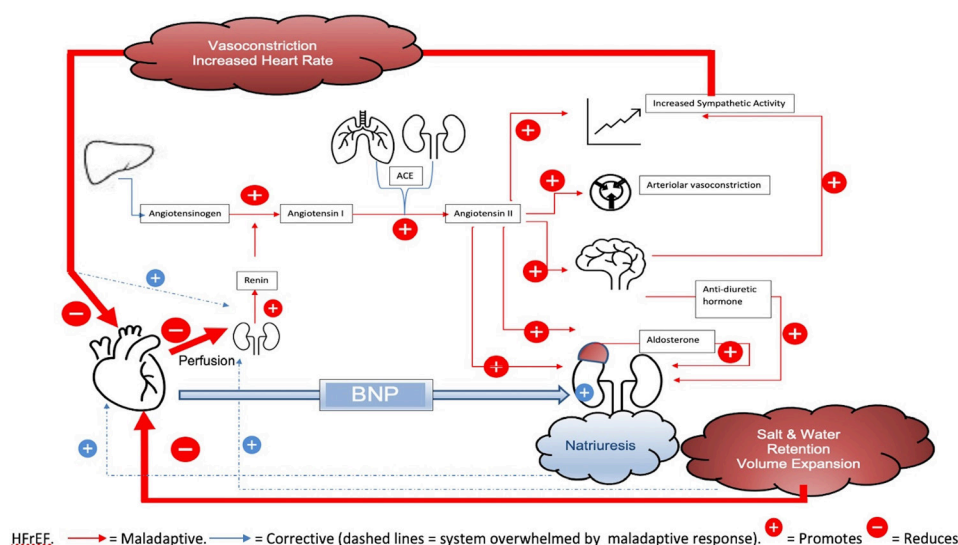 Vasoconstriction
Increased Heart Rate
Increased Sympathetic Activity
ACE
Arteriolar vasoconstriction
Angiotensinogen
Angiotensin I
Angiotensin II
Renin
Anti-diuretic
hormone
Aldosterone
Perfusion
BNP
Natriuresis
Salt & Water
Retention
Volume Expansion
HFrEF. = Maladaptive. = Corrective (dashed lines = system overwhelmed by maladaptive response). + = Promotes − = Reduces